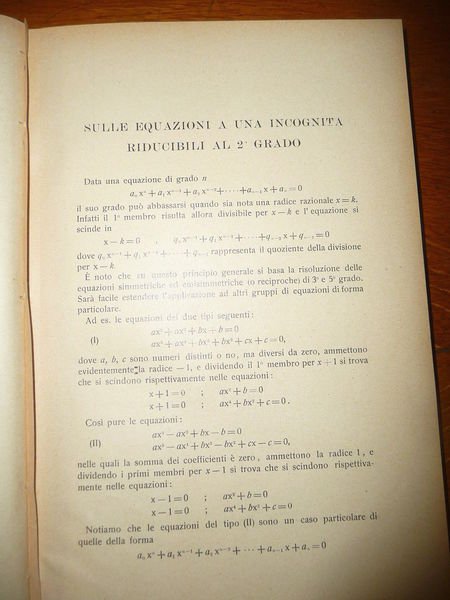 SULLE EQUAZIONI A UNA INCOGNITA
RIDUCIBILI AL 2° GRADO
Data una equazione di grado n
a₀xⁿ + a₁xⁿ⁻¹ + a₂xⁿ⁻² + ···· + aₙ₋₁x + aₙ = 0
il suo grado può abbassarsi quando sia nota una radice razionale x = k.
Infatti il 1° membro risulta allora divisibile per x — k e l'equazione si
scinde in
x — k = 0 , q₀xⁿ⁻¹ + q₁xⁿ⁻² + ···· + qₙ₋₂x + qₙ₋₁ = 0
dove q₀xⁿ⁻¹ + q₁xⁿ⁻² + ···· + qₙ₋₁, rappresenta il quoziente della divisione
per x — k.
È noto che su questo principio generale si basa la risoluzione delle
equazioni simmetriche ed emisimmetriche (o reciproche) di 3° e 5° grado.
Sarà facile estendere l'applicazione ad altri gruppi di equazioni di forma
particolare.
Ad es. le equazioni dei due tipi seguenti:
ax³ + ax² + bx + b = 0
(I)
ax⁵ + ax⁴ + bx³ + bx² + cx + c = 0,
dove a, b, c sono numeri distinti o no, ma diversi da zero, ammettono
evidentemente la radice — 1, e dividendo il 1° membro per x + 1 si trova
che si scindono rispettivamente nelle equazioni:
x + 1 = 0 ; ax² + b = 0
x + 1 = 0 ; ax⁴ + bx² + c = 0.
Così pure le equazioni:
ax³ — ax² + bx — b = 0
(II)
ax⁵ — ax⁴ + bx³ — bx² + cx — c = 0,
nelle quali la somma dei coefficienti è zero, ammettono la radice 1, e
dividendo i primi membri per x — 1 si trova che si scindono rispettiva-
mente nelle equazioni:
x — 1 = 0 ; ax² + b = 0
x — 1 = 0 ; ax⁴ + bx² + c = 0
Notiamo che le equazioni del tipo (II) sono un caso particolare di
quelle della forma
a₀xⁿ + a₁xⁿ⁻¹ + a₂xⁿ⁻² + ··· + aₙ₋₁x + aₙ = 0